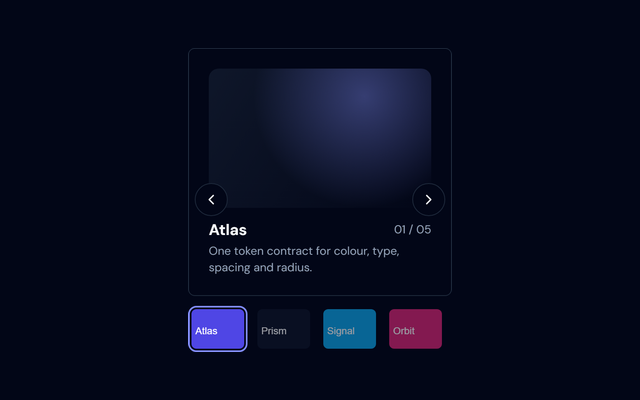 Atlas
01 / 05
One token contract for colour, type,
spacing and radius.
Atlas
Prism
Signal
Orbit